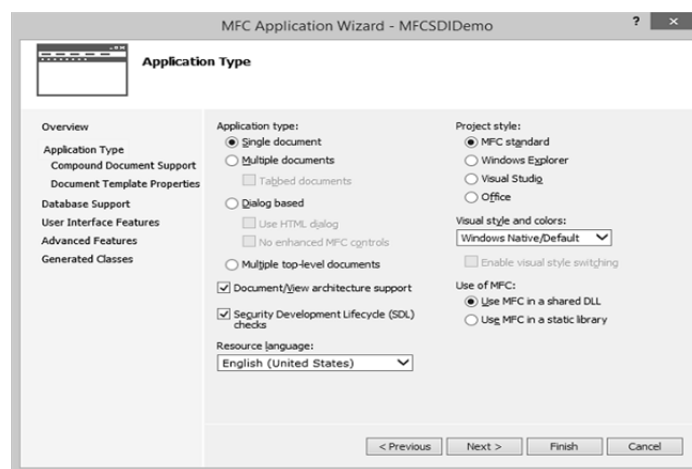 MFC Application Wizard - MFCSDIDemo
? ×
Application Type
Overview
Application Type
Compound Document Support
Document Template Properties
Database Support
User Interface Features
Advanced Features
Generated Classes
Application type:
Single document
Multiple documents
Tabbed documents
Dialog based
Use HTML dialog
No enhanced MFC controls
Multiple top-level documents
Document/View architecture support
Security Development Lifecycle (SDL)
checks
Resource language:
English (United States)
Project style:
MFC standard
Windows Explorer
Visual Studio
Office
Visual style and colors:
Windows Native/Default
Enable visual style switching
Use of MFC:
Use MFC in a shared DLL
Use MFC in a static library
< Previous
Next >
Finish
Cancel